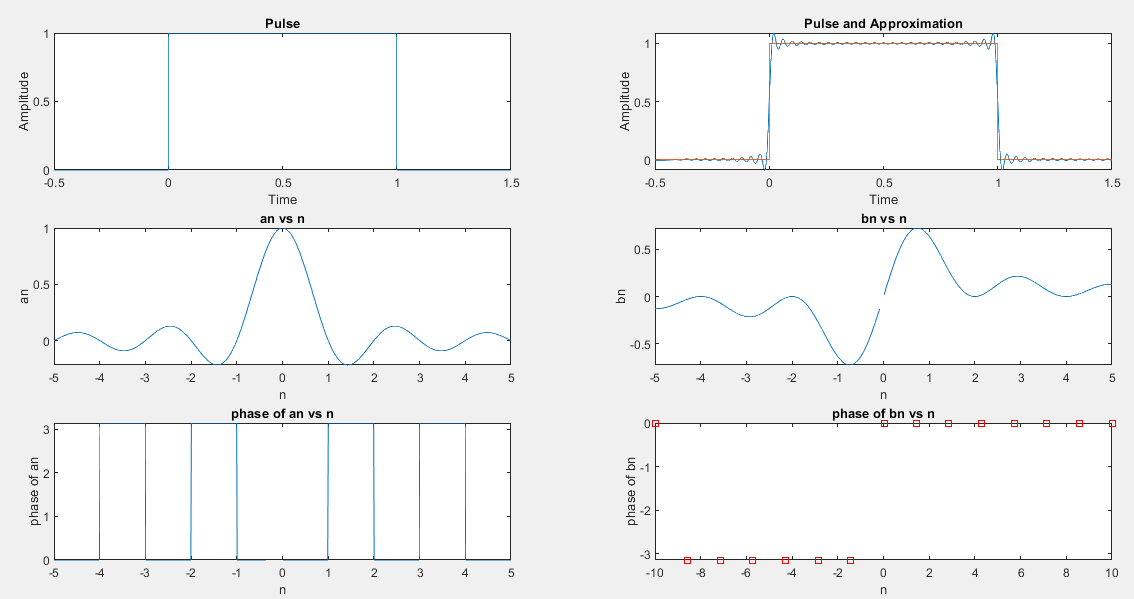 Pulse
Amplitude
1
0.5
0
-0.5 0 0.5 1 1.5
Time
Pulse and Approximation
Amplitude
1
0.5
0
-0.5 0 0.5 1 1.5
Time
an vs n
an
1
0.5
0
-5 -4 -3 -2 -1 0 1 2 3 4 5
n
bn vs n
bn
0.5
0
-0.5
-5 -4 -3 -2 -1 0 1 2 3 4 5
n
phase of an vs n
phase of an
3
2
1
0
-5 -4 -3 -2 -1 0 1 2 3 4 5
n
phase of bn vs n
phase of bn
0
-1
-2
-3
-10 -8 -6 -4 -2 0 2 4 6 8 10
n